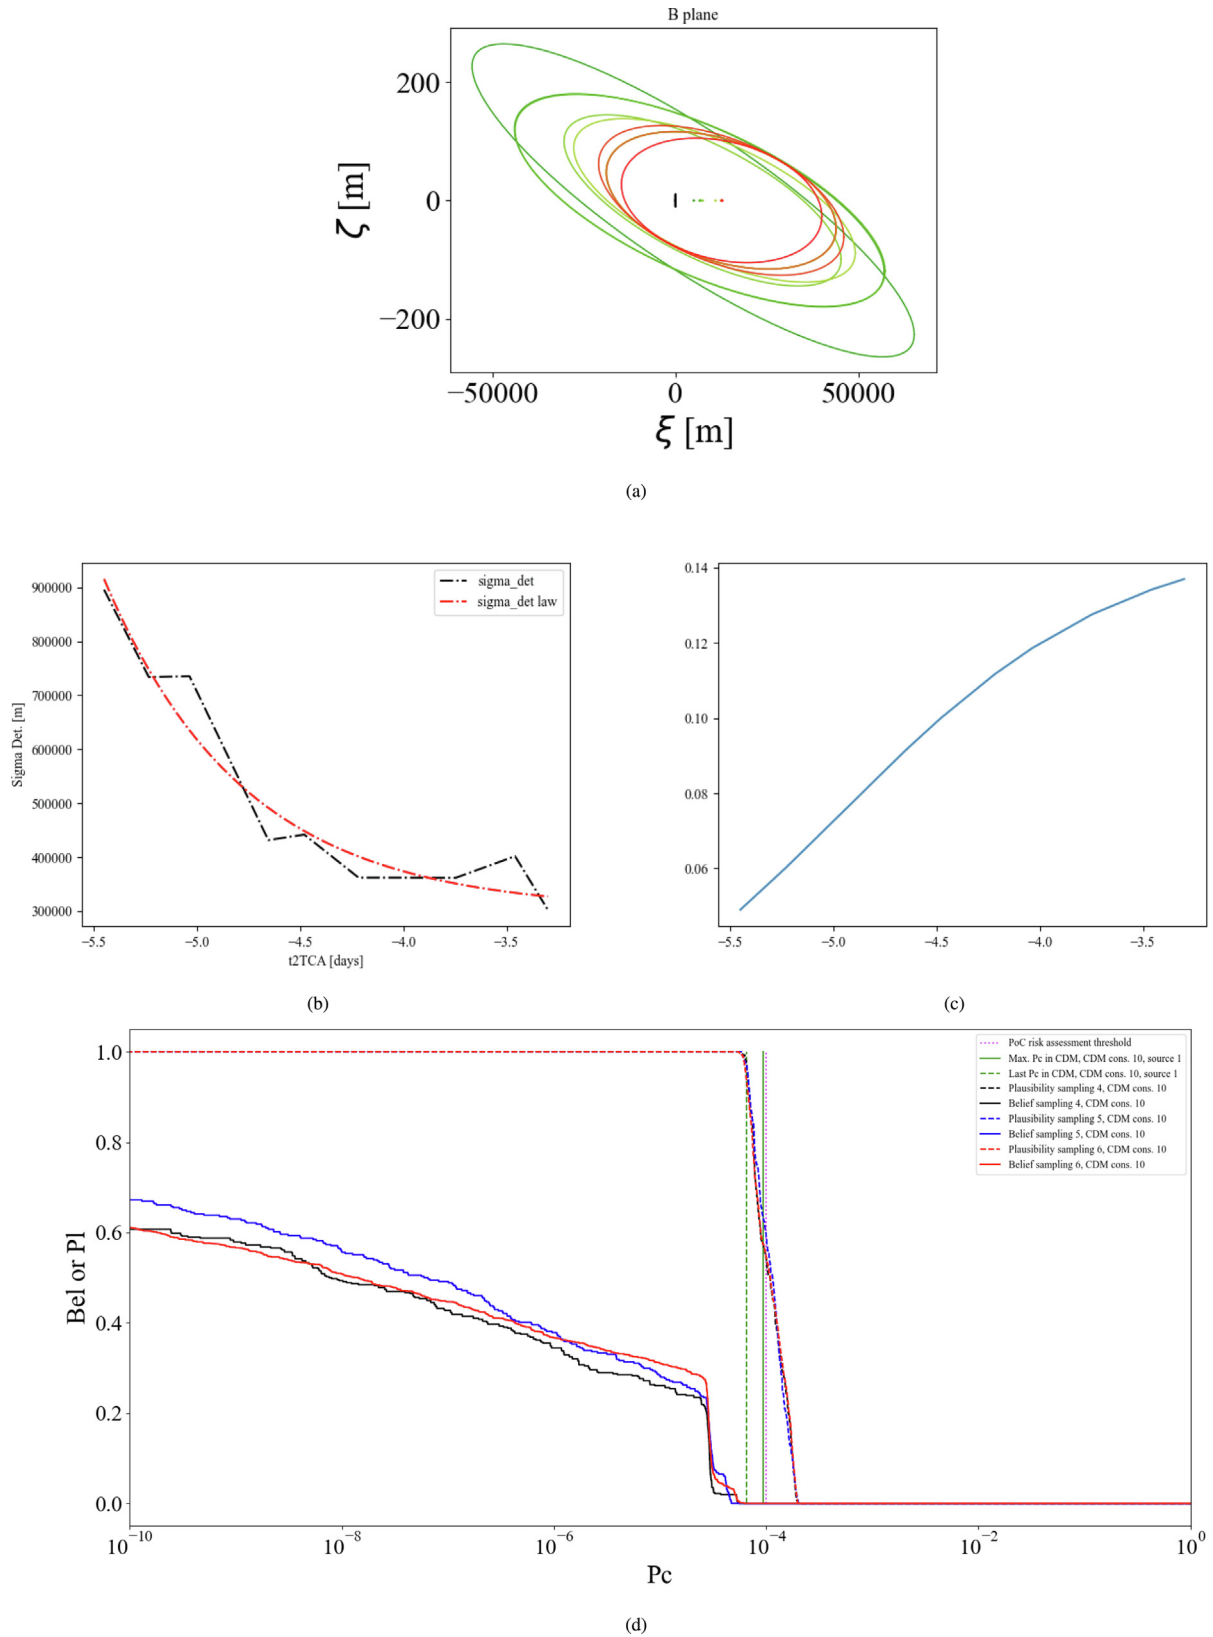 B plane
200
0
−200
ζ [m]
−50000
0
50000
ξ [m]
(a)
900000
800000
700000
600000
500000
400000
300000
Sigma Det. [m]
sigma_det
sigma_det law
−5.5
−5.0
−4.5
−4.0
−3.5
t2TCA [days]
(b)
0.14
0.12
0.10
0.08
0.06
−5.5
−5.0
−4.5
−4.0
−3.5
(c)
1.0
0.8
0.6
0.4
0.2
0.0
Bel or Pl
PoC risk assessment threshold
Max. Pc in CDM, CDM cons. 10, source 1
Last Pc in CDM, CDM cons. 10, source 1
Plausibility sampling 4, CDM cons. 10
Belief sampling 4, CDM cons. 10
Plausibility sampling 5, CDM cons. 10
Belief sampling 5, CDM cons. 10
Plausibility sampling 6, CDM cons. 10
Belief sampling 6, CDM cons. 10
10⁻¹⁰
10⁻⁸
10⁻⁶
10⁻⁴
10⁻²
10⁰
Pc
(d)